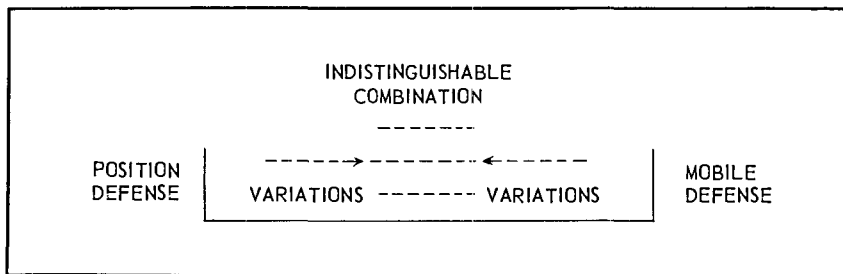 INDISTINGUISHABLE
COMBINATION
POSITION
DEFENSE
VARIATIONS
VARIATIONS
MOBILE
DEFENSE